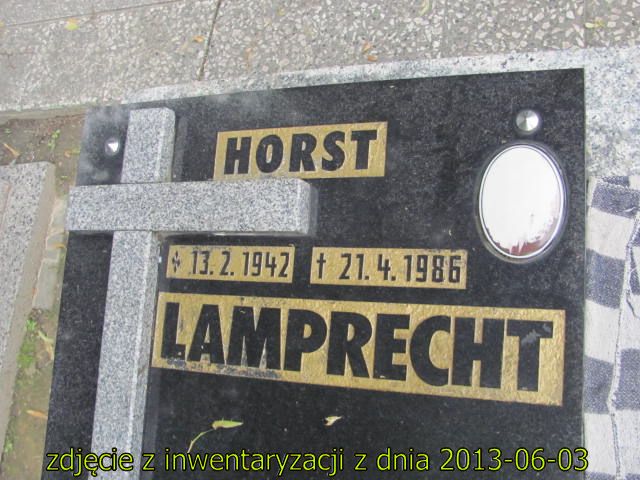 HORST
* 13. 2. 1942 † 21. 4. 1986
LAMPRECHT
zdjęcie z inwentaryzacji z dnia 2013-06-03